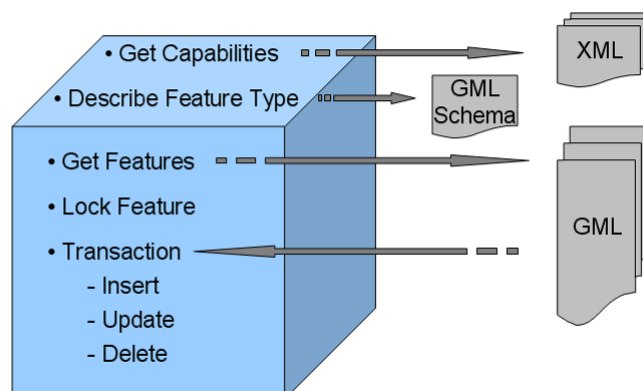 • Get Capabilities
XML
• Describe Feature Type
GML
Schema
• Get Features
• Lock Feature
• Transaction
GML
- Insert
- Update
- Delete